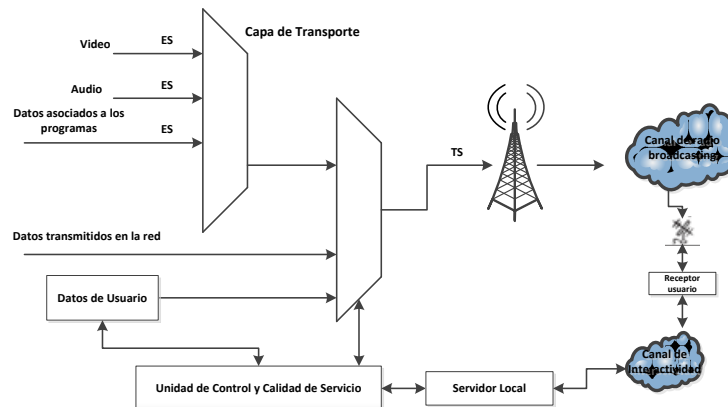 Capa de Transporte
Video
ES
Audio
ES
Datos asociados a los
programas
ES
TS
Canal de radio
broadcasting
Datos transmitidos en la red
Datos de Usuario
Receptor
usuario
Canal de
Interactividad
Unidad de Control y Calidad de Servicio
Servidor Local